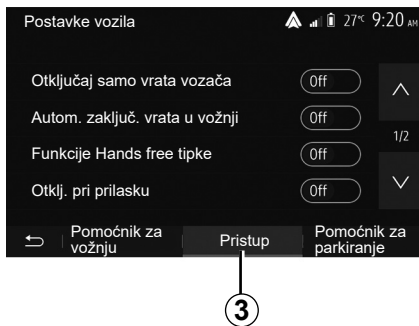 Postavke vozila 27°C 9:20 AM
Otključaj samo vrata vozača Off
Autom. zaključ. vrata u vožnji Off
1/2
Funkcije Hands free tipke Off
Otklj. pri prilasku Off
Pomoćnik za vožnju
Pristup
Pomoćnik za parkiranje
3